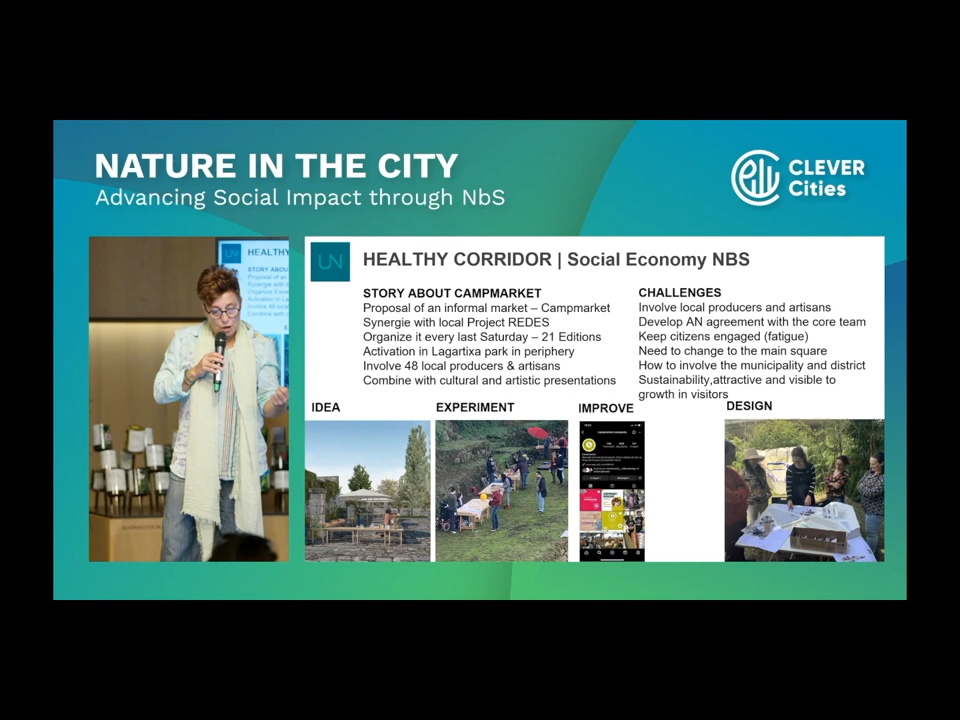 NATURE IN THE CITY
Advancing Social Impact through NbS
CLEVER
Cities
HEALTHY
STORY ABOU
UN
HEALTHY CORRIDOR | Social Economy NBS
STORY ABOUT CAMPMARKET
Proposal of an informal market – Campmarket
Synergie with local Project REDES
Organize it every last Saturday – 21 Editions
Activation in Lagartixa park in periphery
Involve 48 local producers & artisans
Combine with cultural and artistic presentations
CHALLENGES
Involve local producers and artisans
Develop AN agreement with the core team
Keep citizens engaged (fatigue)
Need to change to the main square
How to involve the municipality and district
Sustainability,attractive and visible to
growth in visitors
IDEA
EXPERIMENT
IMPROVE
DESIGN